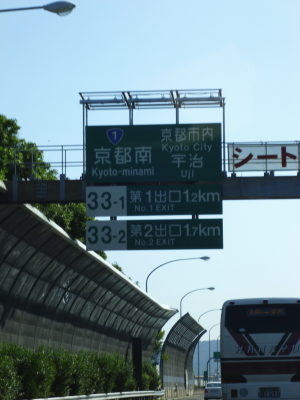 1
京都南
Kyoto-minami
京都市内
Kyoto City
宇治
Uji
シート
33-1 第1出口 1.2km
No.1 EXIT
33-2 第2出口 1.7km
No.2 EXIT